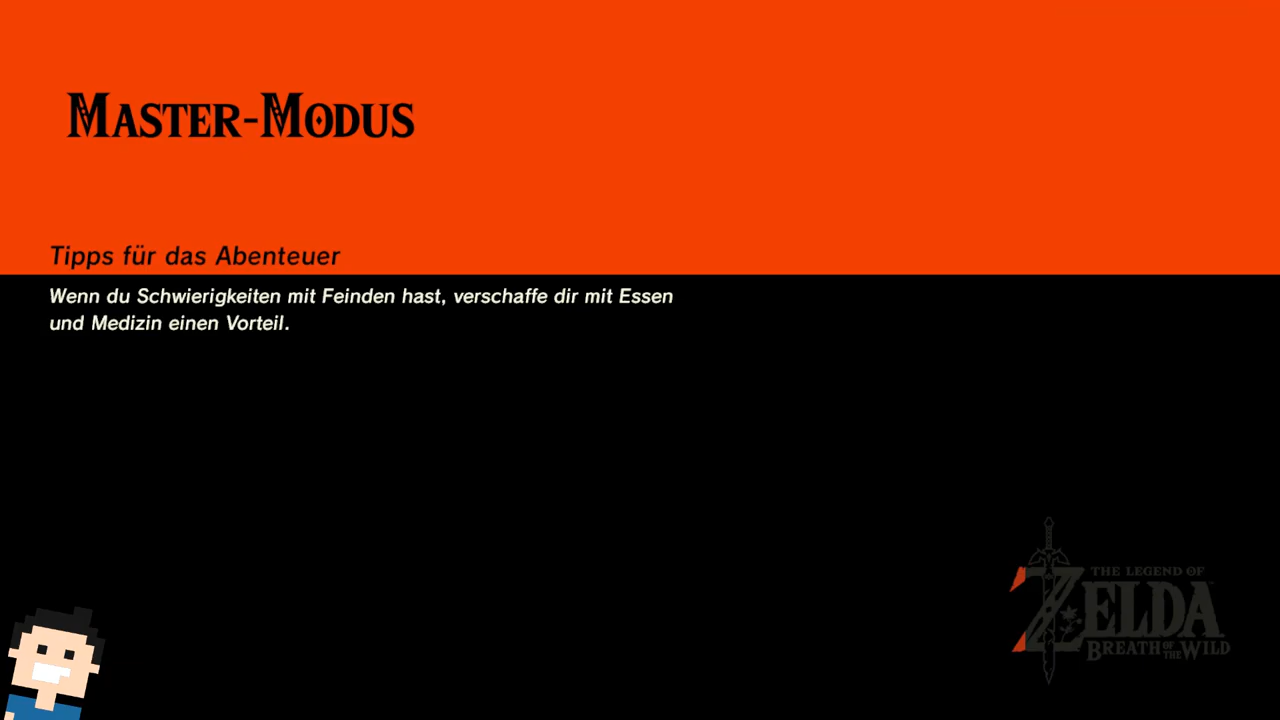 MASTER-MODUS
Tipps für das Abenteuer
Wenn du Schwierigkeiten mit Feinden hast, verschaffe dir mit Essen
und Medizin einen Vorteil.
THE LEGEND OF
ZELDA
BREATH OF THE WILD